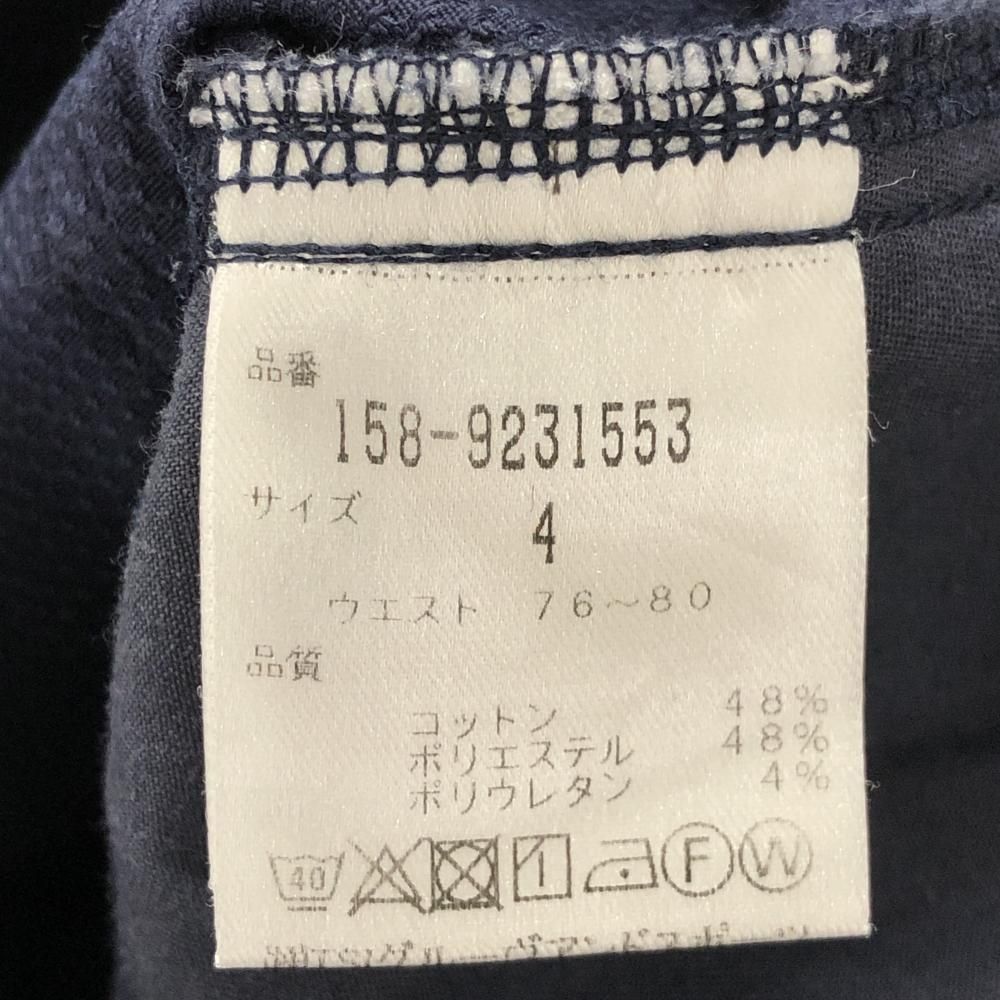 品番
158-9231553
サイズ
4
ウエスト 76〜80
品質
コットン 48%
ポリエステル 48%
ポリウレタン 4%
40 F W